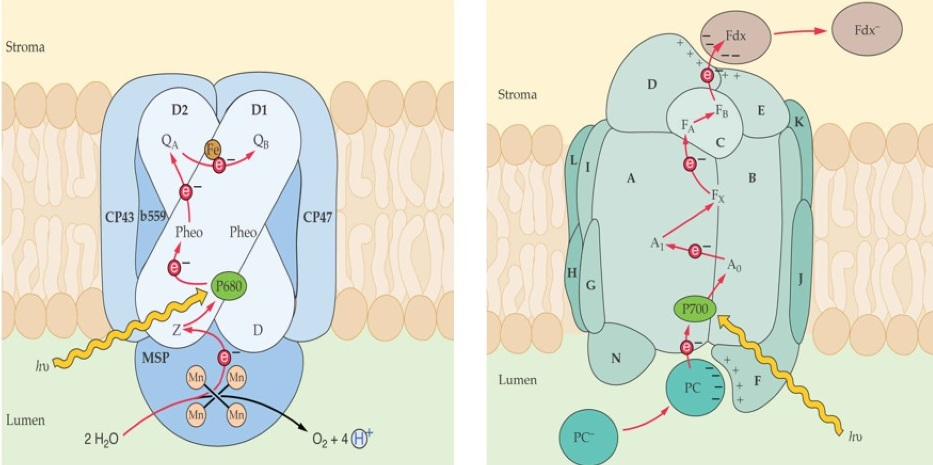 Stroma
D2
D1
QA
Fe
QB
e−
e−
CP43
b559
CP47
Pheo
Pheo
e−
P680
Z
D
hν
MSP
e−
Mn
Mn
Lumen
Mn
Mn
2 H2O
O2 + 4 H+
Fdx
Fdx−
− − − −
+ + + + +
e−
Stroma
D
FB
E
FA
C
K
L
I
e−
A
B
FX
A1
e−
A0
H
G
J
P700
N
e−
Lumen
PC
− − − −
F
+ + + +
PC−
hν